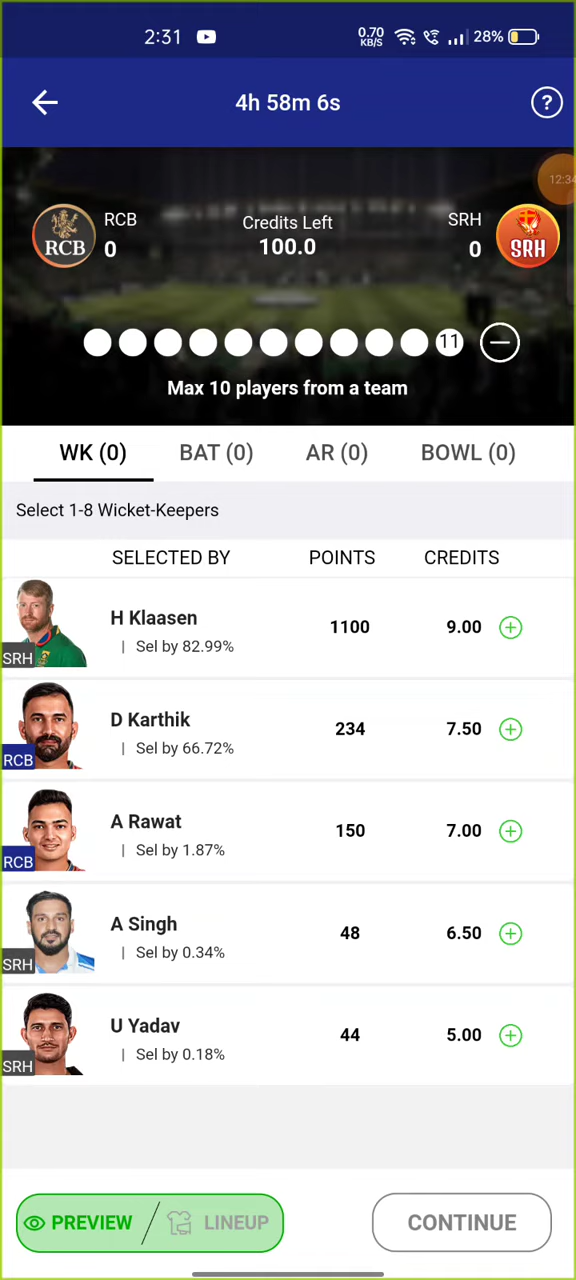 2:31
0.70 KB/S
28%
4h 58m 6s
?
12:34
RCB
0
Credits Left
100.0
SRH
0
RCB
SRH
11
Max 10 players from a team
WK (0) BAT (0) AR (0) BOWL (0)
Select 1-8 Wicket-Keepers
SELECTED BY POINTS CREDITS
H Klaasen
| Sel by 82.99%
1100 9.00
SRH
D Karthik
| Sel by 66.72%
234 7.50
RCB
A Rawat
| Sel by 1.87%
150 7.00
RCB
A Singh
| Sel by 0.34%
48 6.50
SRH
U Yadav
| Sel by 0.18%
44 5.00
SRH
PREVIEW LINEUP CONTINUE